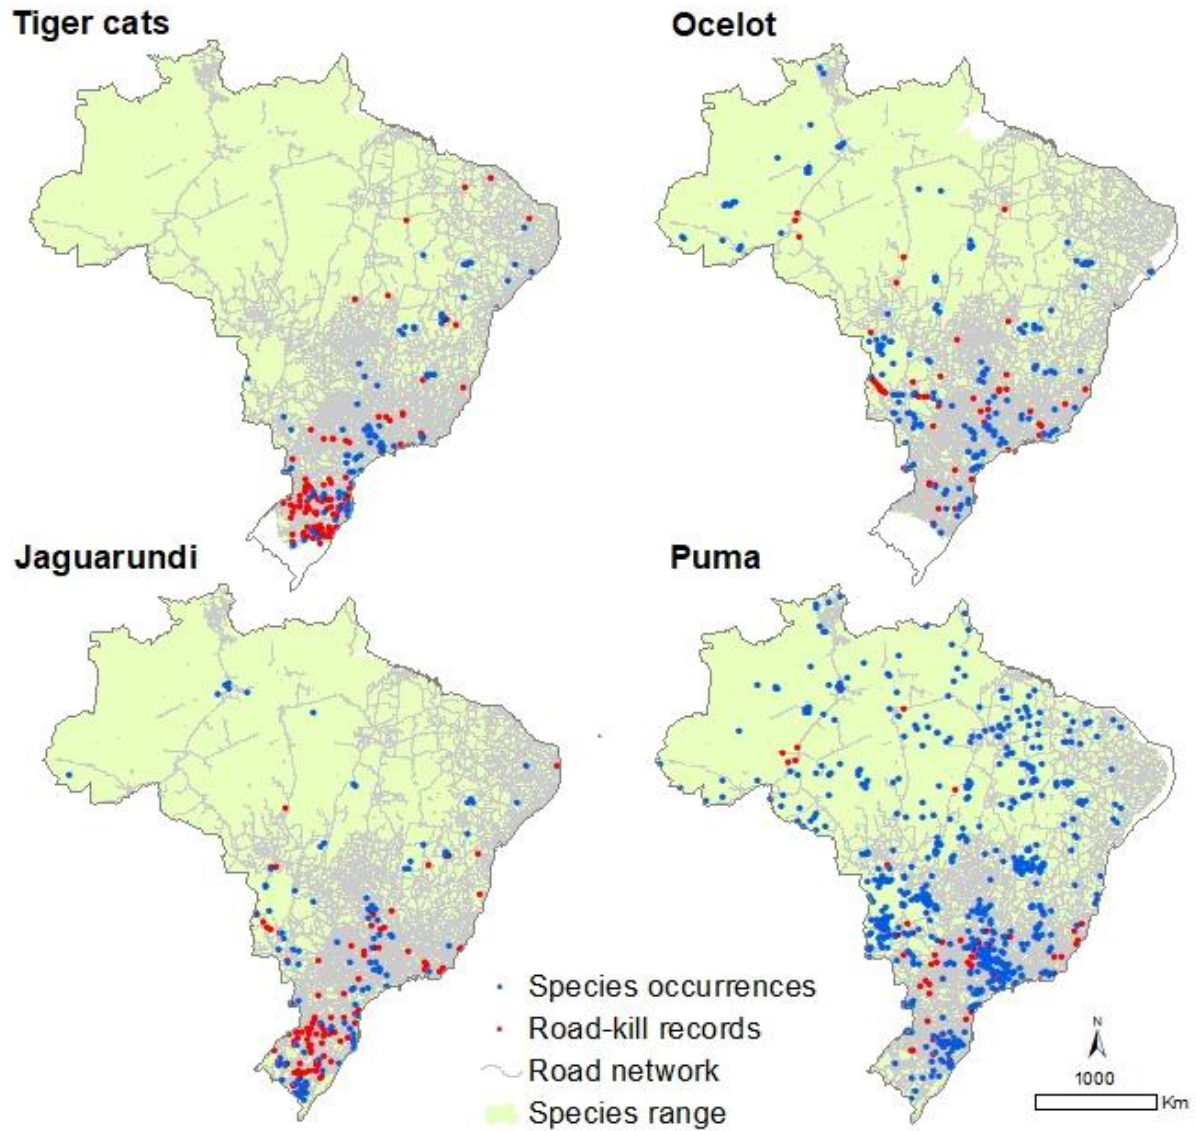 Tiger cats
Ocelot
Jaguarundi
Puma
Species occurrences
Road-kill records
Road network
Species range
N
1000
Km